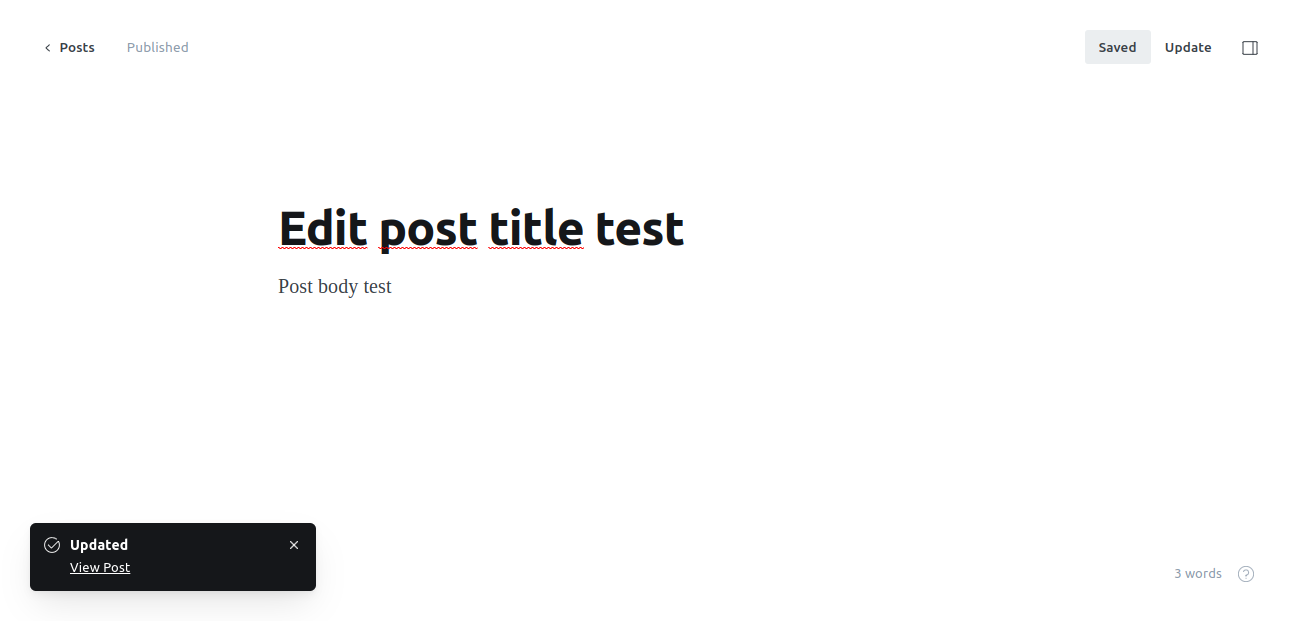 Posts Published Saved Update
Edit post title test
Post body test
Updated
View Post
3 words